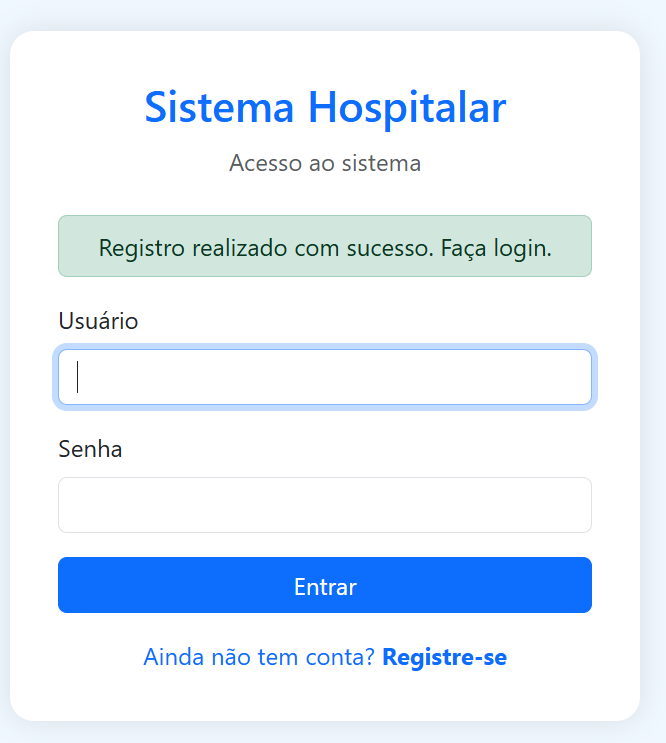 Sistema Hospitalar
Acesso ao sistema
Registro realizado com sucesso. Faça login.
Usuário
Senha
Entrar
Ainda não tem conta? Registre-se